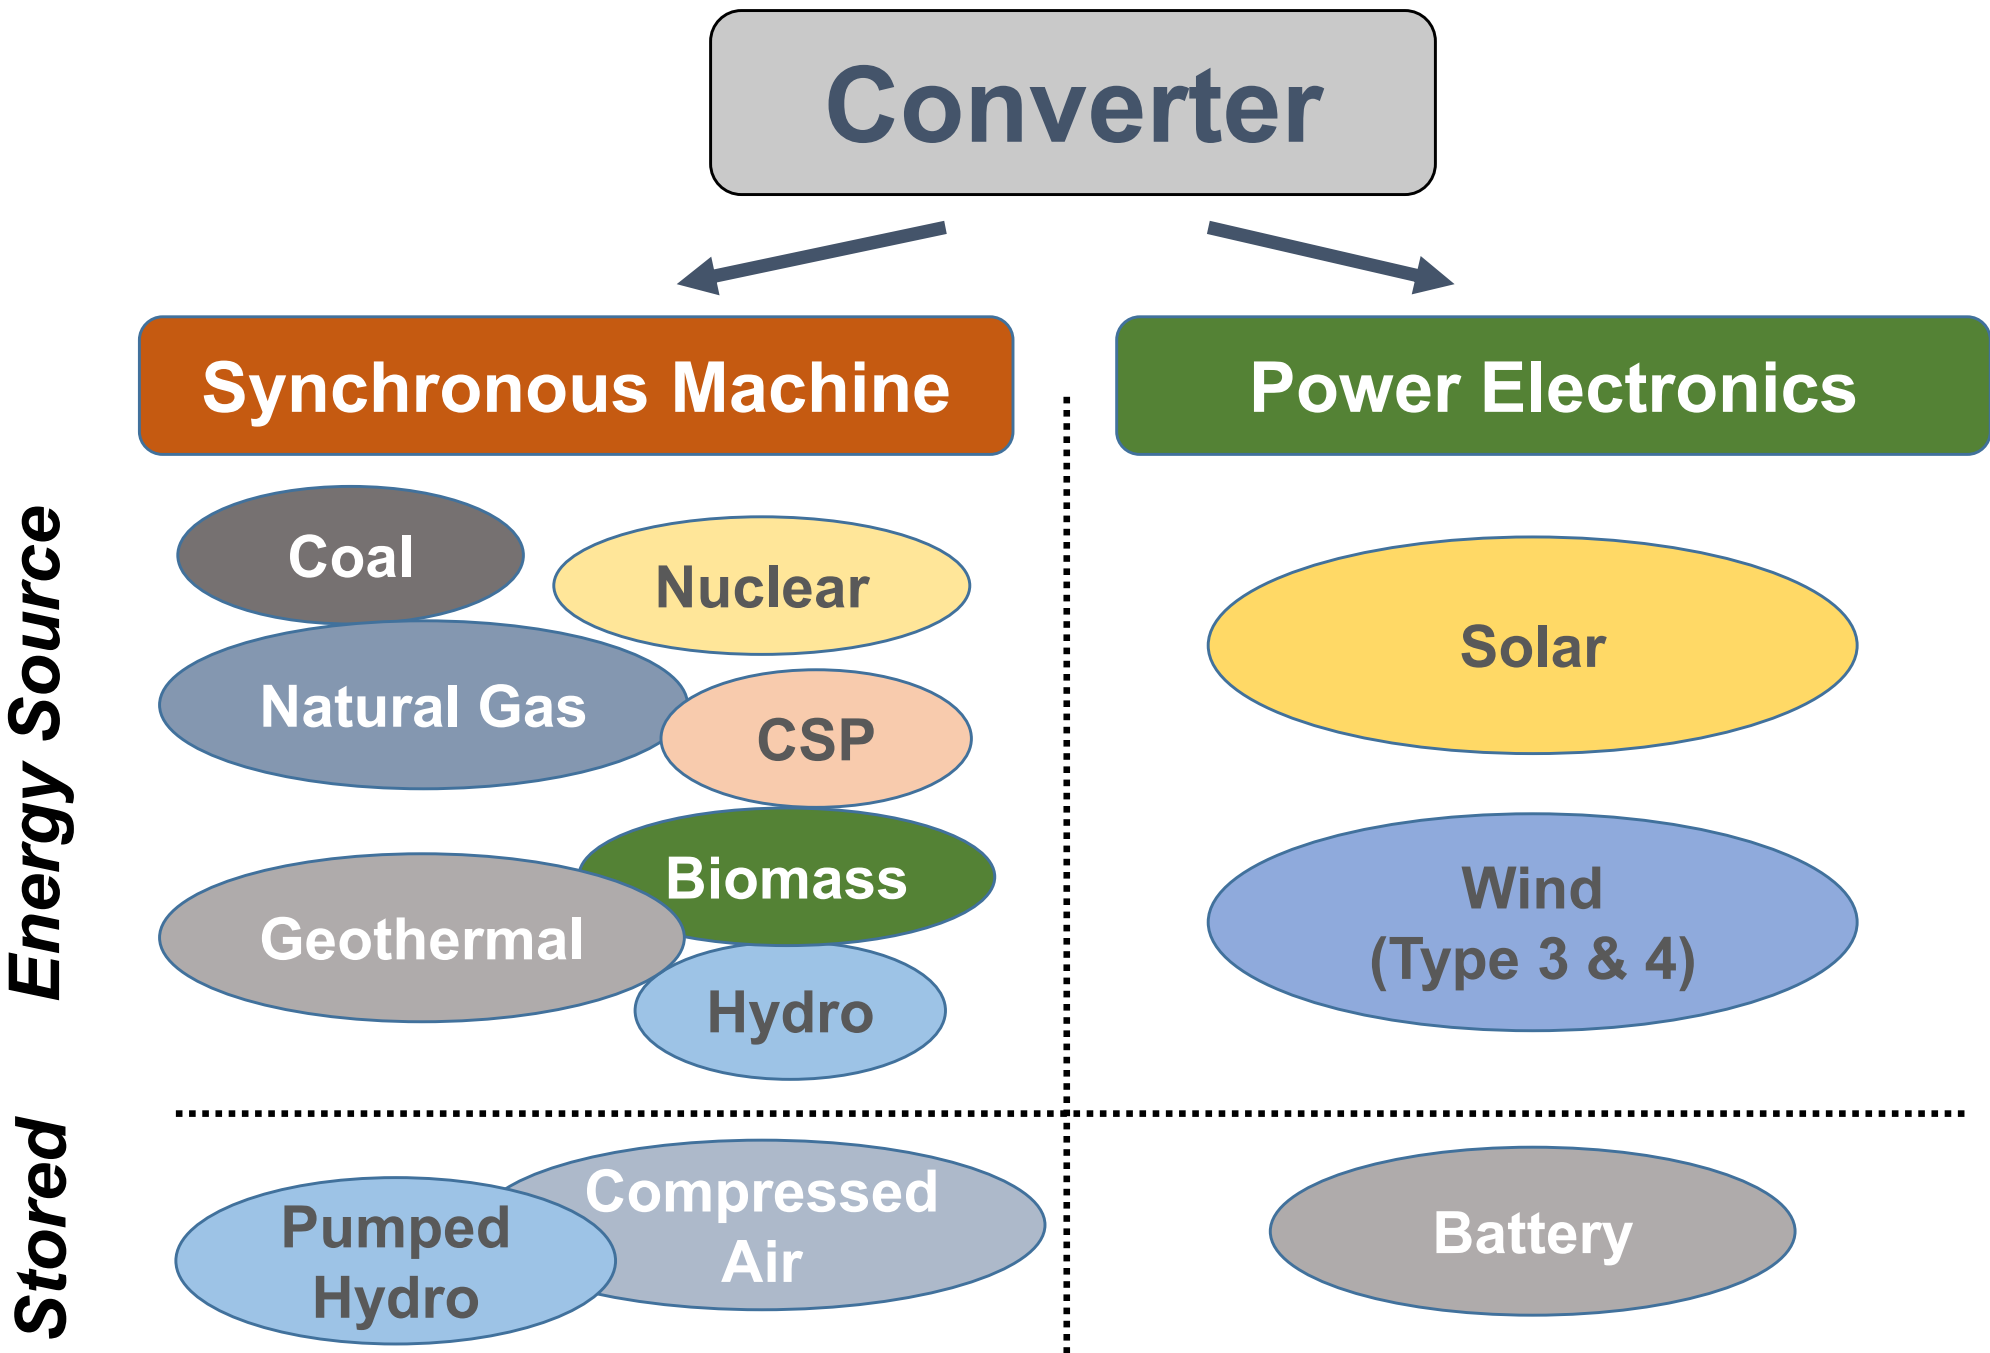 Converter
Synchronous Machine
Power Electronics
Energy Source
Coal
Nuclear
Natural Gas
CSP
Biomass
Geothermal
Hydro
Solar
Wind
(Type 3 & 4)
Stored
Pumped
Hydro
Compressed
Air
Battery